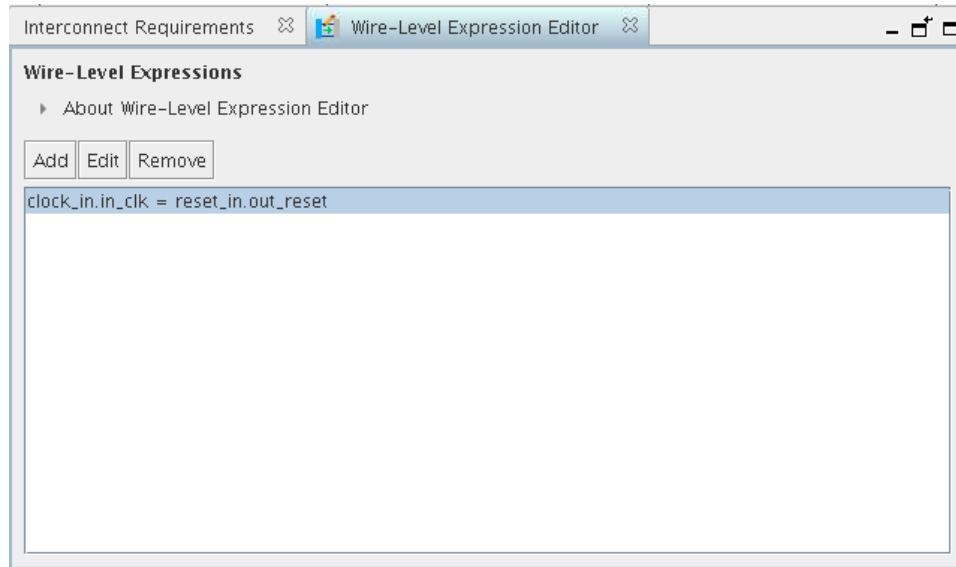 Interconnect Requirements Wire-Level Expression Editor
Wire-Level Expressions
About Wire-Level Expression Editor
Add Edit Remove
clock_in.in_clk = reset_in.out_reset